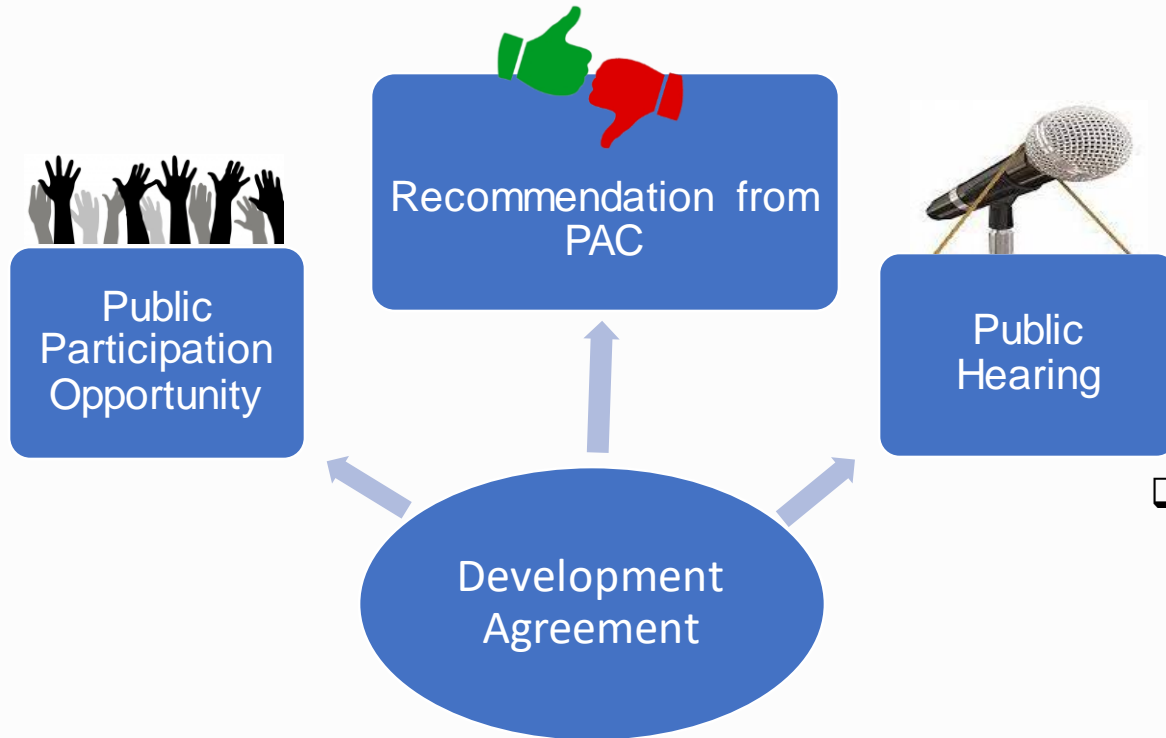 Recommendation from
PAC
Public
Participation
Opportunity
Public
Hearing
Development
Agreement